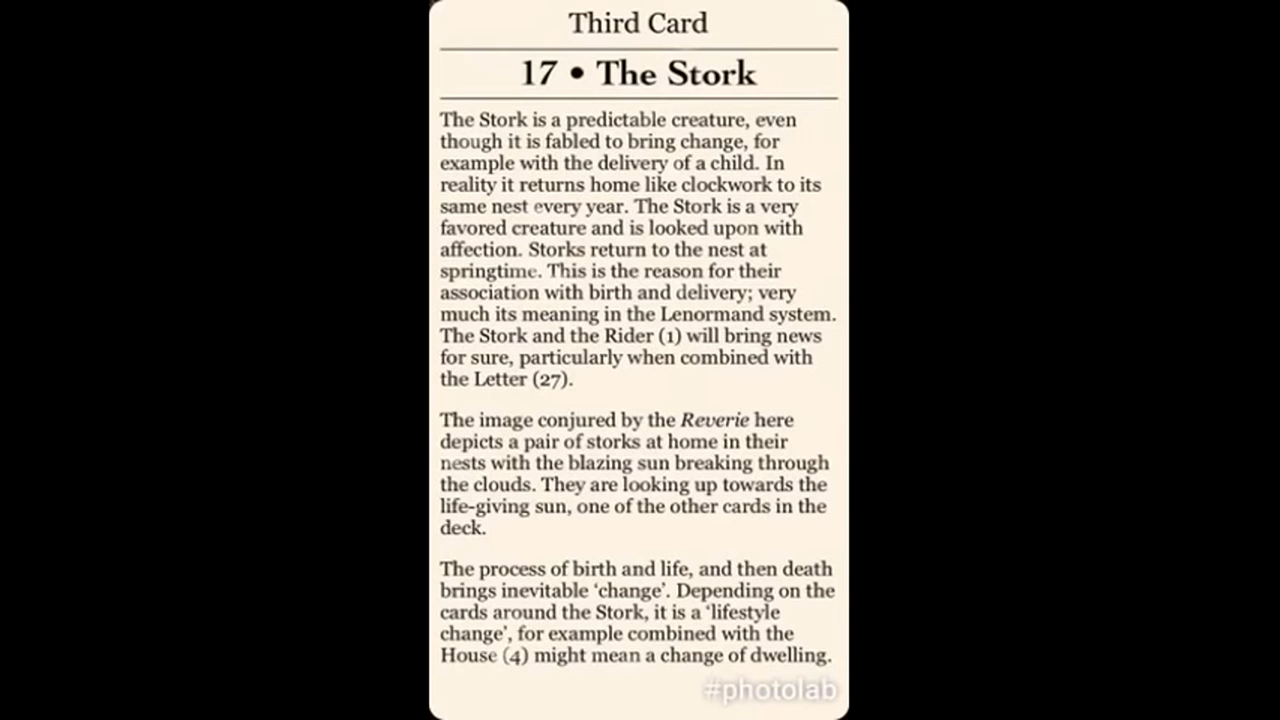 Third Card
17 • The Stork
The Stork is a predictable creature, even
though it is fabled to bring change, for
example with the delivery of a child. In
reality it returns home like clockwork to its
same nest every year. The Stork is a very
favored creature and is looked upon with
affection. Storks return to the nest at
springtime. This is the reason for their
association with birth and delivery; very
much its meaning in the Lenormand system.
The Stork and the Rider (1) will bring news
for sure, particularly when combined with
the Letter (27).
The image conjured by the Reverie here
depicts a pair of storks at home in their
nests with the blazing sun breaking through
the clouds. They are looking up towards the
life-giving sun, one of the other cards in the
deck.
The process of birth and life, and then death
brings inevitable ‘change’. Depending on the
cards around the Stork, it is a ‘lifestyle
change’, for example combined with the
House (4) might mean a change of dwelling.
#photolab